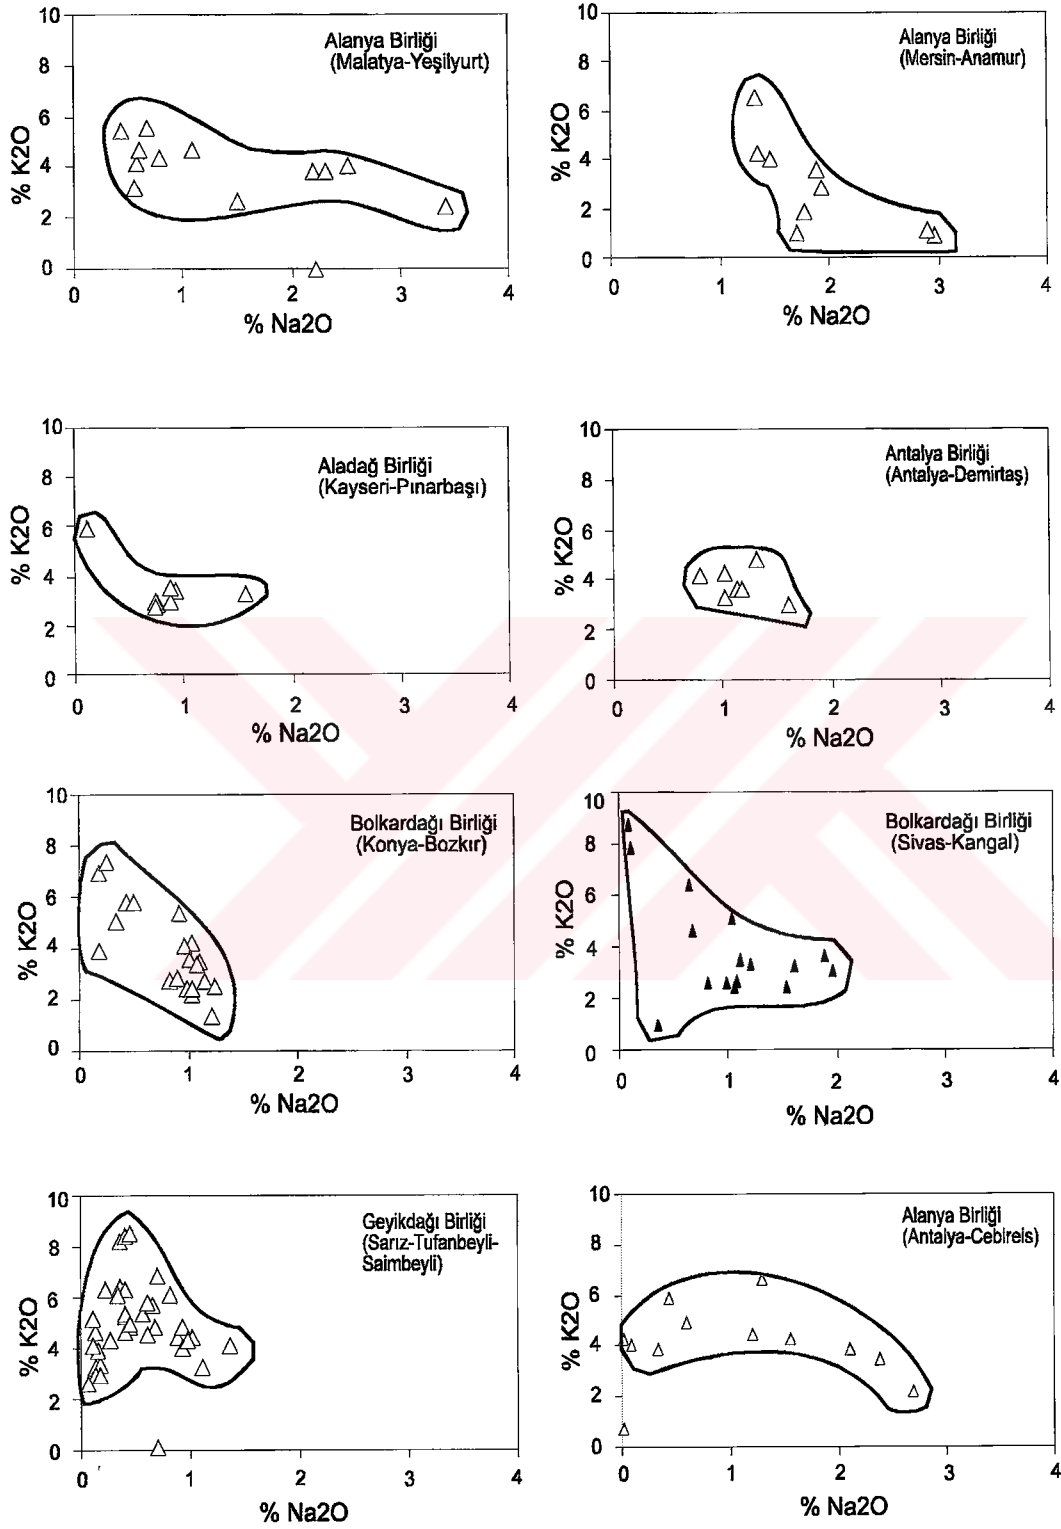 10
8
6
4
2
0
% K2O
Alanya Birliği
(Malatya-Yeşilyurt)
0 1 2 3 4
% Na2O
10
8
6
4
2
0
% K2O
Alanya Birliği
(Mersin-Anamur)
0 1 2 3 4
% Na2O
10
8
6
4
2
0
% K2O
Aladağ Birliği
(Kayseri-Pınarbaşı)
0 1 2 3 4
% Na2O
10
8
6
4
2
0
% K2O
Antalya Birliği
(Antalya-Demirtaş)
0 1 2 3 4
% Na2O
10
8
6
4
2
0
% K2O
Bolkardağı Birliği
(Konya-Bozkır)
0 1 2 3 4
% Na2O
10
8
6
4
2
0
% K2O
Bolkardağı Birliği
(Sivas-Kangal)
0 1 2 3 4
% Na2O
10
8
6
4
2
0
% K2O
Geyikdağı Birliği
(Sarız-Tufanbeyli-
Saimbeyli)
0 1 2 3 4
% Na2O
10
8
6
4
2
0
% K2O
Alanya Birliği
(Antalya-Cebireis)
0 1 2 3 4
% Na2O